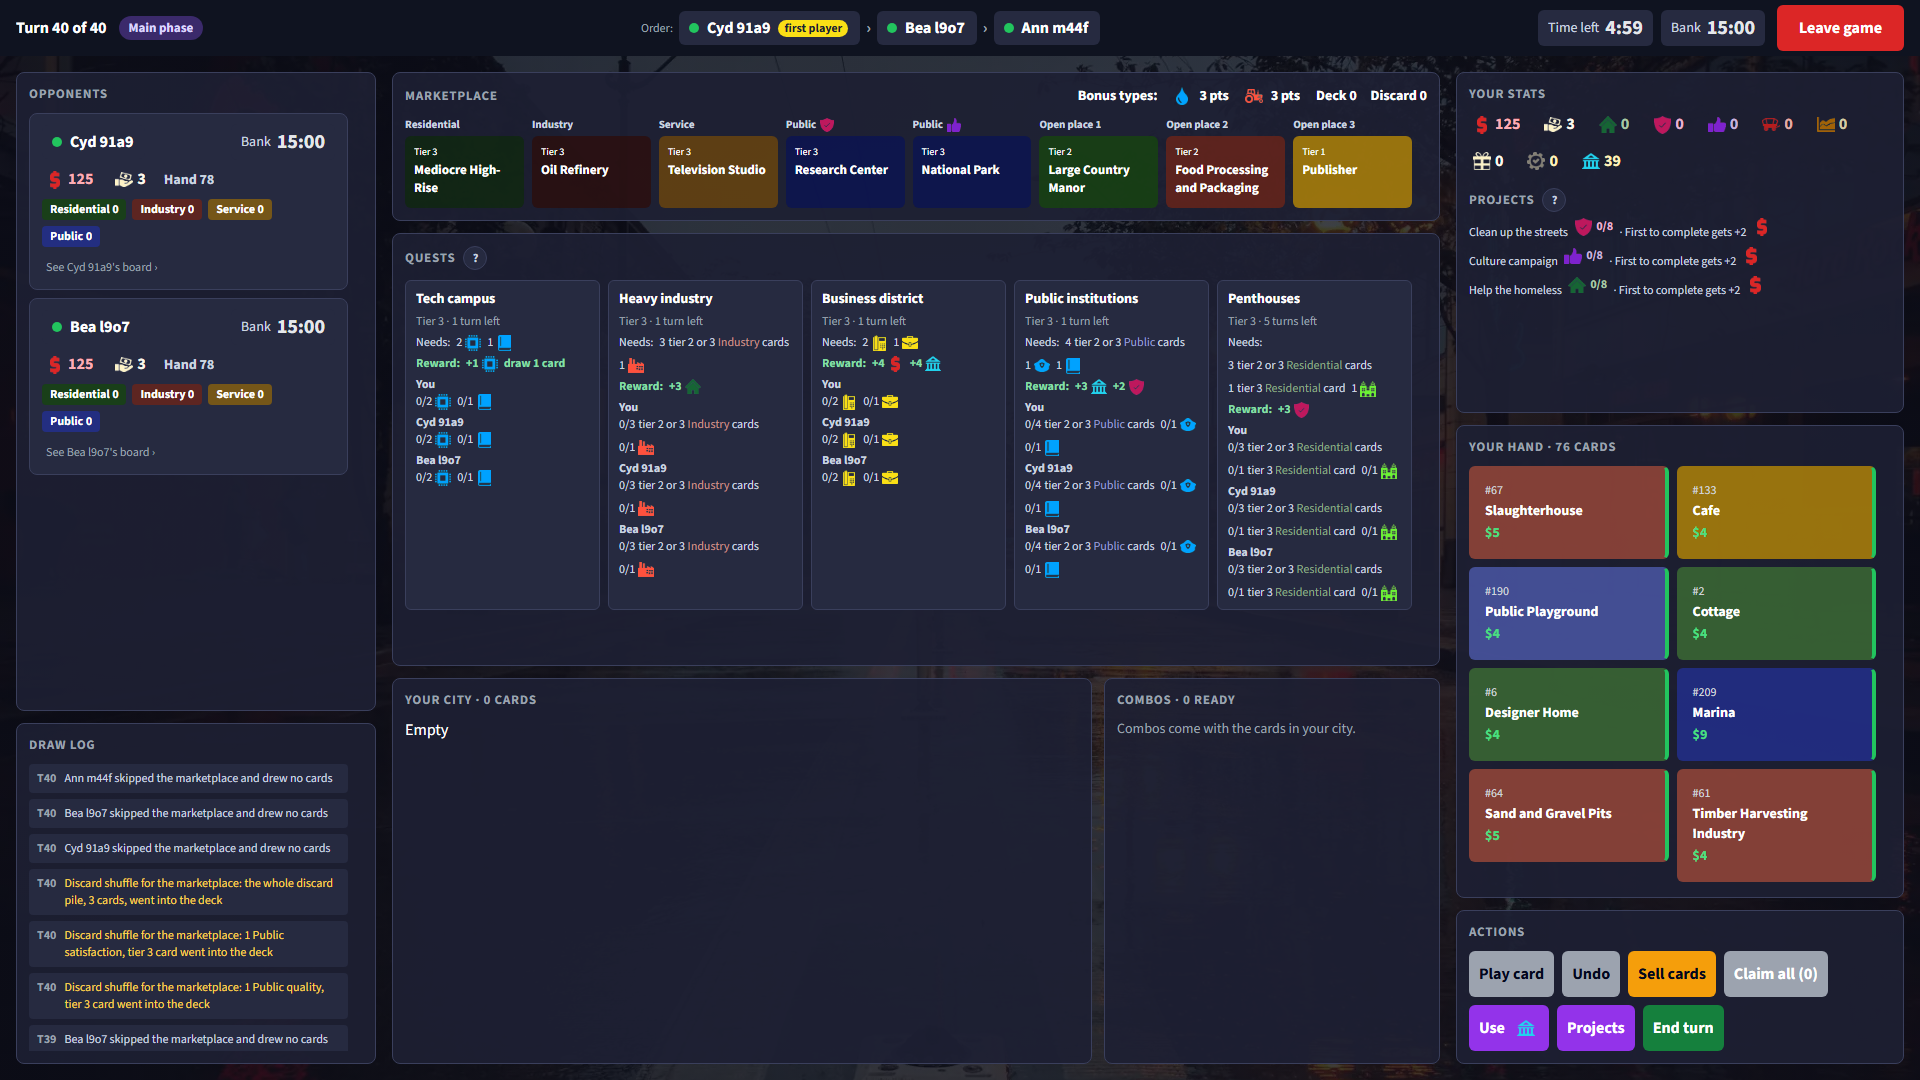 Turn 40 of 40
Main phase
Order:
Cyd 91a9 first player › Bea l9o7 › Ann m44f
Time left 4:59
Bank 15:00
Leave game
OPPONENTS
Cyd 91a9
Bank 15:00
125 3 Hand 78
Residential 0 Industry 0 Service 0
Public 0
See Cyd 91a9's board ›
Bea l9o7
Bank 15:00
125 3 Hand 78
Residential 0 Industry 0 Service 0
Public 0
See Bea l9o7's board ›
DRAW LOG
T40 Ann m44f skipped the marketplace and drew no cards
T40 Bea l9o7 skipped the marketplace and drew no cards
T40 Cyd 91a9 skipped the marketplace and drew no cards
T40 Discard shuffle for the marketplace: the whole discard
pile, 3 cards, went into the deck
T40 Discard shuffle for the marketplace: 1 Public
satisfaction, tier 3 card went into the deck
T40 Discard shuffle for the marketplace: 1 Public quality,
tier 3 card went into the deck
T39 Bea l9o7 skipped the marketplace and drew no cards
MARKETPLACE
Bonus types: 3 pts 3 pts Deck 0 Discard 0
Residential
Tier 3
Mediocre High-
Rise
Industry
Tier 3
Oil Refinery
Service
Tier 3
Television Studio
Public
Tier 3
Research Center
Public
Tier 3
National Park
Open place 1
Tier 2
Large Country
Manor
Open place 2
Tier 2
Food Processing
and Packaging
Open place 3
Tier 1
Publisher
QUESTS ?
Tech campus
Tier 3 · 1 turn left
Needs: 2 1
Reward: +1 draw 1 card
You
0/2 0/1
Cyd 91a9
0/2 0/1
Bea l9o7
0/2 0/1
Heavy industry
Tier 3 · 1 turn left
Needs: 3 tier 2 or 3 Industry cards
1
Reward: +3
You
0/3 tier 2 or 3 Industry cards
0/1
Cyd 91a9
0/3 tier 2 or 3 Industry cards
0/1
Bea l9o7
0/3 tier 2 or 3 Industry cards
0/1
Business district
Tier 3 · 1 turn left
Needs: 2 1
Reward: +4 +4
You
0/2 0/1
Cyd 91a9
0/2 0/1
Bea l9o7
0/2 0/1
Public institutions
Tier 3 · 1 turn left
Needs: 4 tier 2 or 3 Public cards
1 1
Reward: +3 +2
You
0/4 tier 2 or 3 Public cards 0/1
0/1
Cyd 91a9
0/4 tier 2 or 3 Public cards 0/1
0/1
Bea l9o7
0/4 tier 2 or 3 Public cards 0/1
0/1
Penthouses
Tier 3 · 5 turns left
Needs:
3 tier 2 or 3 Residential cards
1 tier 3 Residential card 1
Reward: +3
You
0/3 tier 2 or 3 Residential cards
0/1 tier 3 Residential card 0/1
Cyd 91a9
0/3 tier 2 or 3 Residential cards
0/1 tier 3 Residential card 0/1
Bea l9o7
0/3 tier 2 or 3 Residential cards
0/1 tier 3 Residential card 0/1
YOUR CITY · 0 CARDS
Empty
COMBOS · 0 READY
Combos come with the cards in your city.
YOUR STATS
125 3 0 0 0 0 0
0 0 39
PROJECTS ?
Clean up the streets 0/8 · First to complete gets +2
Culture campaign 0/8 · First to complete gets +2
Help the homeless 0/8 · First to complete gets +2
YOUR HAND · 76 CARDS
#67
Slaughterhouse
$5
#133
Cafe
$4
#190
Public Playground
$4
#2
Cottage
$4
#6
Designer Home
$4
#209
Marina
$9
#64
Sand and Gravel Pits
$5
#61
Timber Harvesting
Industry
$4
ACTIONS
Play card
Undo
Sell cards
Claim all (0)
Use
Projects
End turn